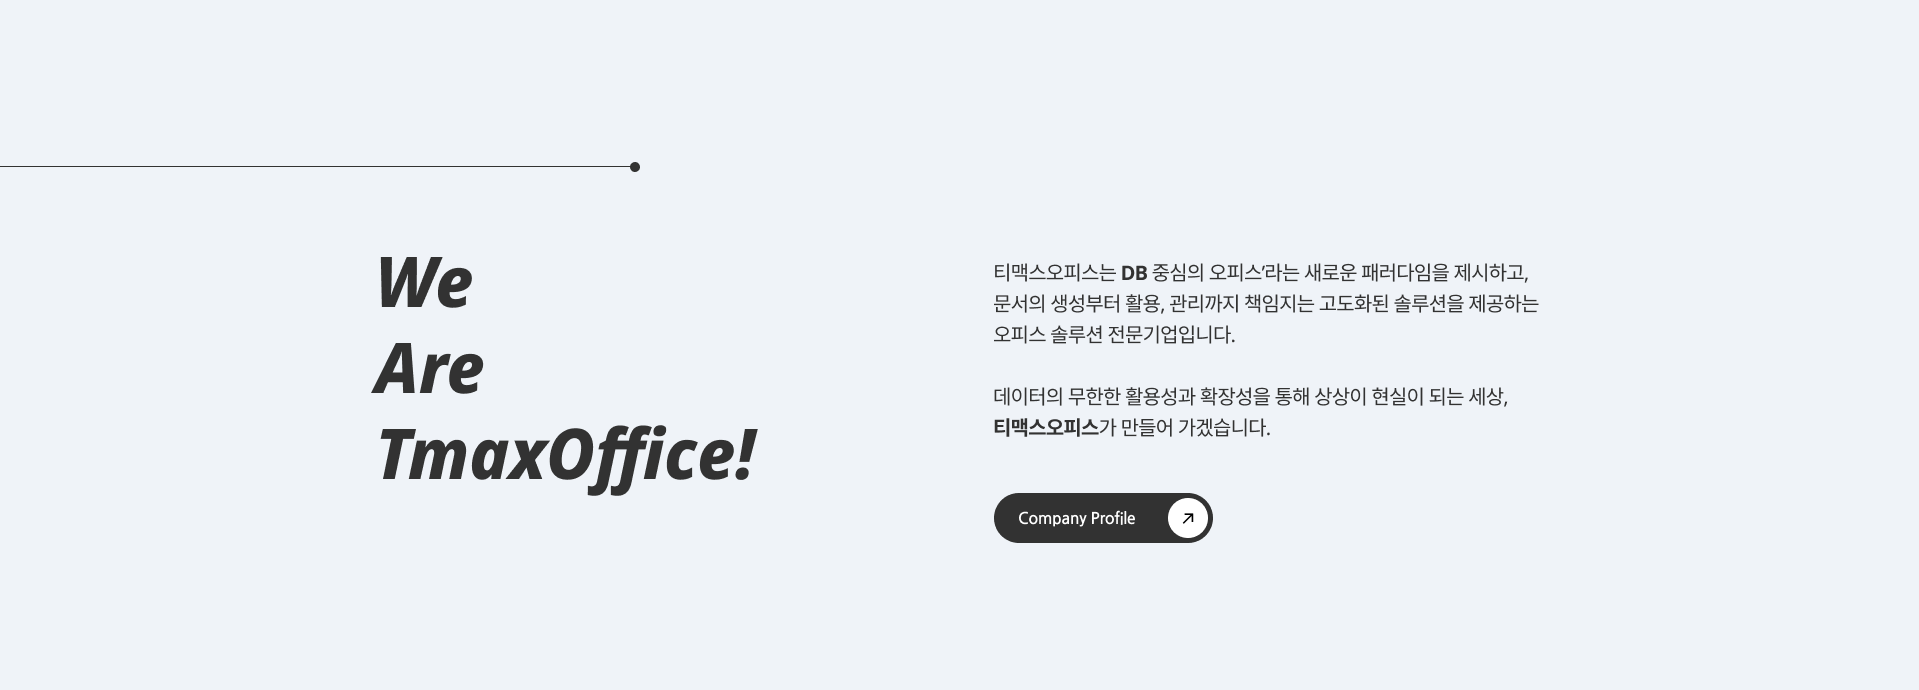 We
Are
TmaxOffice!
티맥스오피스는 DB 중심의 오피스’라는 새로운 패러다임을 제시하고,
문서의 생성부터 활용, 관리까지 책임지는 고도화된 솔루션을 제공하는
오피스 솔루션 전문기업입니다.
데이터의 무한한 활용성과 확장성을 통해 상상이 현실이 되는 세상,
티맥스오피스가 만들어 가겠습니다.
Company Profile